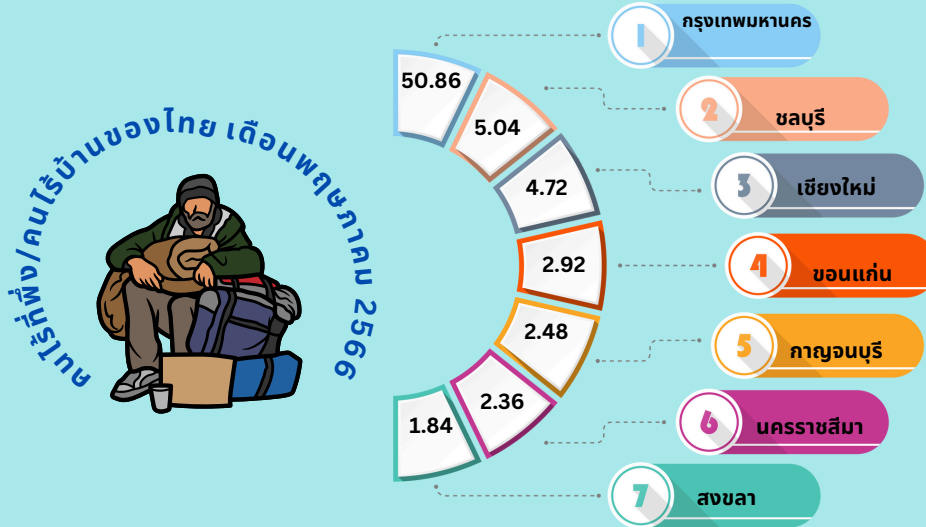 คนไร้ที่พึ่ง/คนไร้บ้านของไทย เดือนพฤษภาคม 2566
50.86
1
กรุงเทพมหานคร
5.04
2
ชลบุรี
4.72
3
เชียงใหม่
2.92
4
ขอนแก่น
2.48
5
กาญจนบุรี
2.36
6
นครราชสีมา
1.84
7
สงขลา